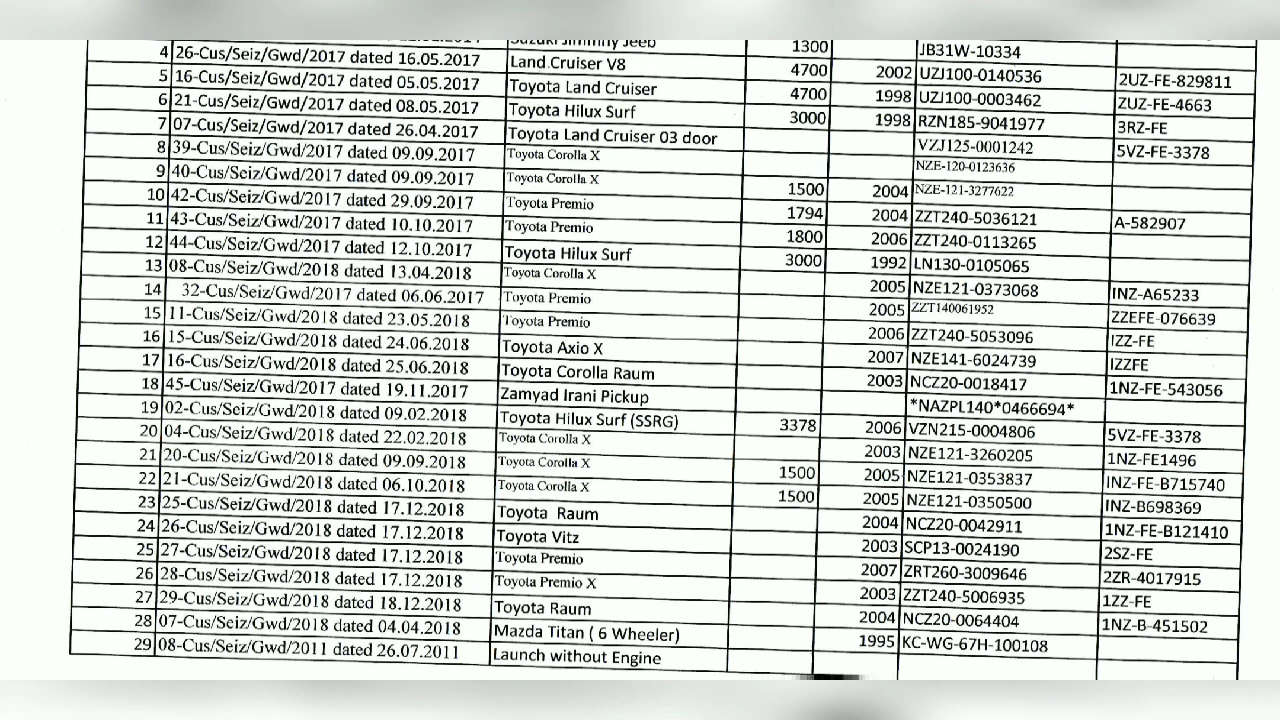 Suzuki Jimmny Jeep 1300 JB31W-10334
4 26-Cus/Seiz/Gwd/2017 dated 16.05.2017 Land Cruiser V8 4700 2002 UZJ100-0140536 2UZ-FE-829811
5 16-Cus/Seiz/Gwd/2017 dated 05.05.2017 Toyota Land Cruiser 4700 1998 UZJ100-0003462 ZUZ-FE-4663
6 21-Cus/Seiz/Gwd/2017 dated 08.05.2017 Toyota Hilux Surf 3000 1998 RZN185-9041977 3RZ-FE
7 07-Cus/Seiz/Gwd/2017 dated 26.04.2017 Toyota Land Cruiser 03 door VZJ125-0001242 5VZ-FE-3378
8 39-Cus/Seiz/Gwd/2017 dated 09.09.2017 Toyota Corolla X NZE-120-0123636
9 40-Cus/Seiz/Gwd/2017 dated 09.09.2017 Toyota Corolla X 1500 2004 NZE-121-3277622
10 42-Cus/Seiz/Gwd/2017 dated 29.09.2017 Toyota Premio 1794 2004 ZZT240-5036121 A-582907
11 43-Cus/Seiz/Gwd/2017 dated 10.10.2017 Toyota Premio 1800 2006 ZZT240-0113265
12 44-Cus/Seiz/Gwd/2017 dated 12.10.2017 Toyota Hilux Surf 3000 1992 LN130-0105065
13 08-Cus/Seiz/Gwd/2018 dated 13.04.2018 Toyota Corolla X 2005 NZE121-0373068 INZ-A65233
14 32-Cus/Seiz/Gwd/2017 dated 06.06.2017 Toyota Premio 2005 ZZT140061952 ZZEFE-076639
15 11-Cus/Seiz/Gwd/2018 dated 23.05.2018 Toyota Premio 2006 ZZT240-5053096 IZZ-FE
16 15-Cus/Seiz/Gwd/2018 dated 24.06.2018 Toyota Axio X 2007 NZE141-6024739 IZZFE
17 16-Cus/Seiz/Gwd/2018 dated 25.06.2018 Toyota Corolla Raum 2003 NCZ20-0018417 1NZ-FE-543056
18 45-Cus/Seiz/Gwd/2017 dated 19.11.2017 Zamyad Irani Pickup *NAZPL140*0466694*
19 02-Cus/Seiz/Gwd/2018 dated 09.02.2018 Toyota Hilux Surf (SSRG) 3378 2006 VZN215-0004806 5VZ-FE-3378
20 04-Cus/Seiz/Gwd/2018 dated 22.02.2018 Toyota Corolla X 2003 NZE121-3260205 1NZ-FE1496
21 20-Cus/Seiz/Gwd/2018 dated 09.09.2018 Toyota Corolla X 1500 2005 NZE121-0353837 INZ-FE-B715740
22 21-Cus/Seiz/Gwd/2018 dated 06.10.2018 Toyota Corolla X 1500 2005 NZE121-0350500 INZ-B698369
23 25-Cus/Seiz/Gwd/2018 dated 17.12.2018 Toyota Raum 2004 NCZ20-0042911 1NZ-FE-B121410
24 26-Cus/Seiz/Gwd/2018 dated 17.12.2018 Toyota Vitz 2003 SCP13-0024190 2SZ-FE
25 27-Cus/Seiz/Gwd/2018 dated 17.12.2018 Toyota Premio 2007 ZRT260-3009646 2ZR-4017915
26 28-Cus/Seiz/Gwd/2018 dated 17.12.2018 Toyota Premio X 2003 ZZT240-5006935 1ZZ-FE
27 29-Cus/Seiz/Gwd/2018 dated 18.12.2018 Toyota Raum 2004 NCZ20-0064404 1NZ-B-451502
28 07-Cus/Seiz/Gwd/2018 dated 04.04.2018 Mazda Titan ( 6 Wheeler) 1995 KC-WG-67H-100108
29 08-Cus/Seiz/Gwd/2011 dated 26.07.2011 Launch without Engine